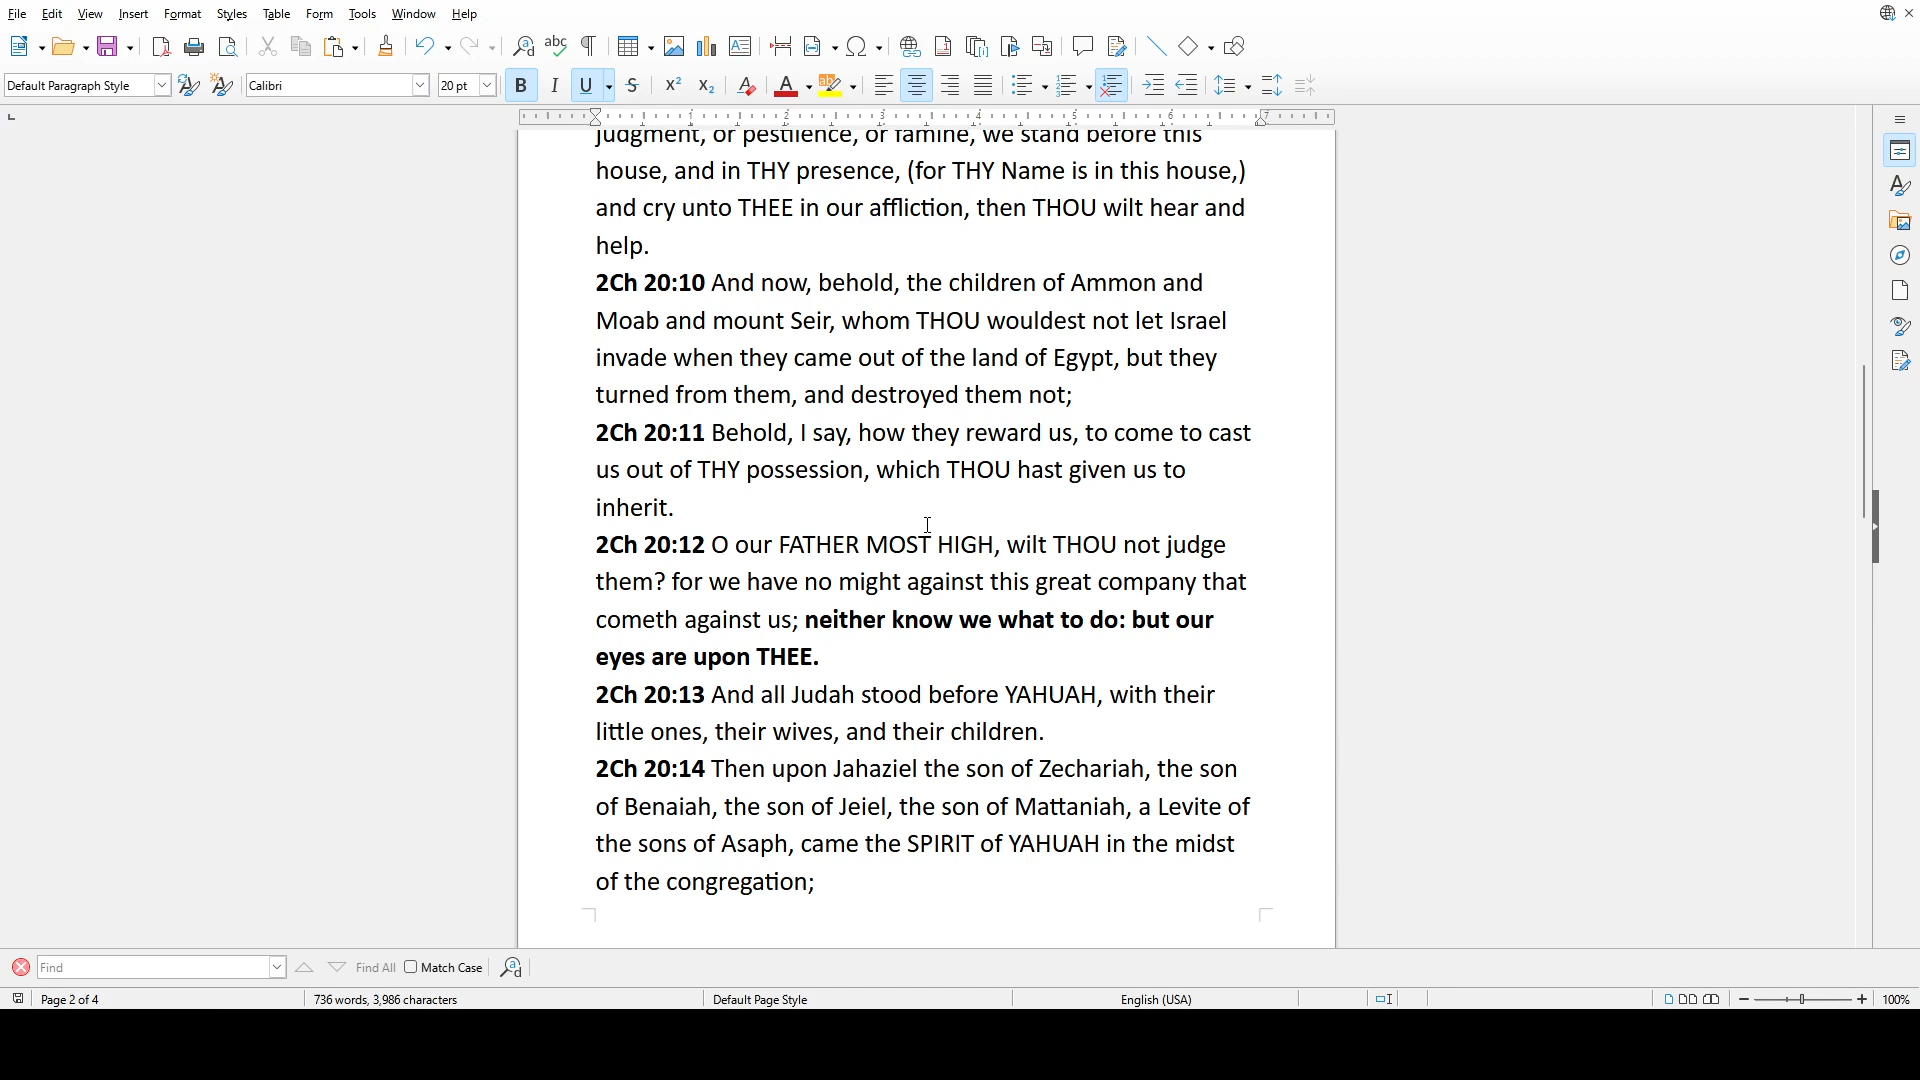 File Edit View Insert Format Styles Table Form Tools Window Help
Default Paragraph Style Calibri 20 pt
1 2 3 4 5 6 7
judgment, or pestilence, or famine, we stand before this
house, and in THY presence, (for THY Name is in this house,)
and cry unto THEE in our affliction, then THOU wilt hear and
help.
2Ch 20:10 And now, behold, the children of Ammon and
Moab and mount Seir, whom THOU wouldest not let Israel
invade when they came out of the land of Egypt, but they
turned from them, and destroyed them not;
2Ch 20:11 Behold, I say, how they reward us, to come to cast
us out of THY possession, which THOU hast given us to
inherit.
2Ch 20:12 O our FATHER MOST HIGH, wilt THOU not judge
them? for we have no might against this great company that
cometh against us; neither know we what to do: but our
eyes are upon THEE.
2Ch 20:13 And all Judah stood before YAHUAH, with their
little ones, their wives, and their children.
2Ch 20:14 Then upon Jahaziel the son of Zechariah, the son
of Benaiah, the son of Jeiel, the son of Mattaniah, a Levite of
the sons of Asaph, came the SPIRIT of YAHUAH in the midst
of the congregation;
Find Find All Match Case
Page 2 of 4 736 words, 3,986 characters Default Page Style English (USA) 100%